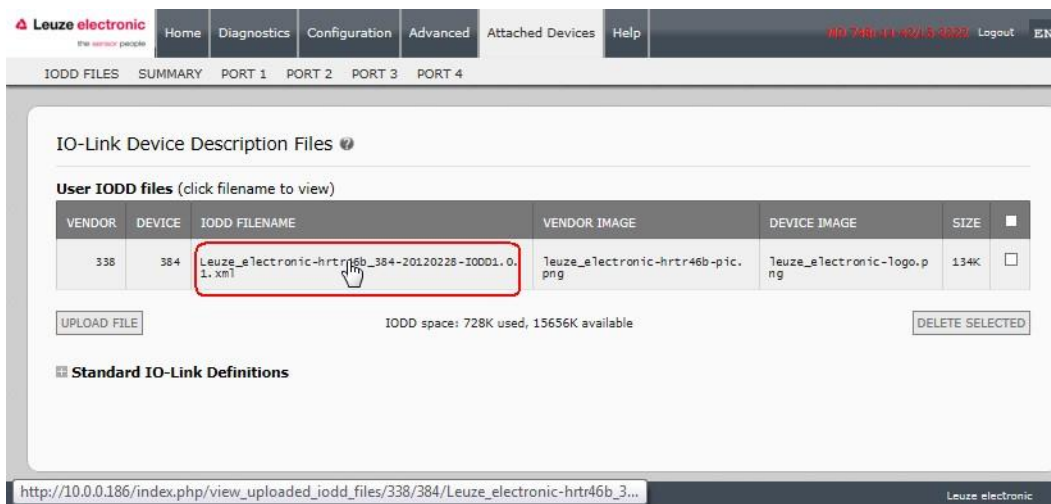 Leuze electronic
the sensor people
Home Diagnostics Configuration Advanced Attached Devices Help Logout EN
IODD FILES SUMMARY PORT 1 PORT 2 PORT 3 PORT 4
IO-Link Device Description Files ?
User IODD files (click filename to view)
VENDOR DEVICE IODD FILENAME VENDOR IMAGE DEVICE IMAGE SIZE
338 384 Leuze_electronic-hrtr46b_384-20120228-IODD1.0. leuze_electronic-hrtr46b-pic. leuze_electronic-logo.p 134K
1.xml png ng
UPLOAD FILE IODD space: 728K used, 15656K available DELETE SELECTED
Standard IO-Link Definitions
http://10.0.0.186/index.php/view_uploaded_iodd_files/338/384/Leuze_electronic-hrtr46b_3...
Leuze electronic